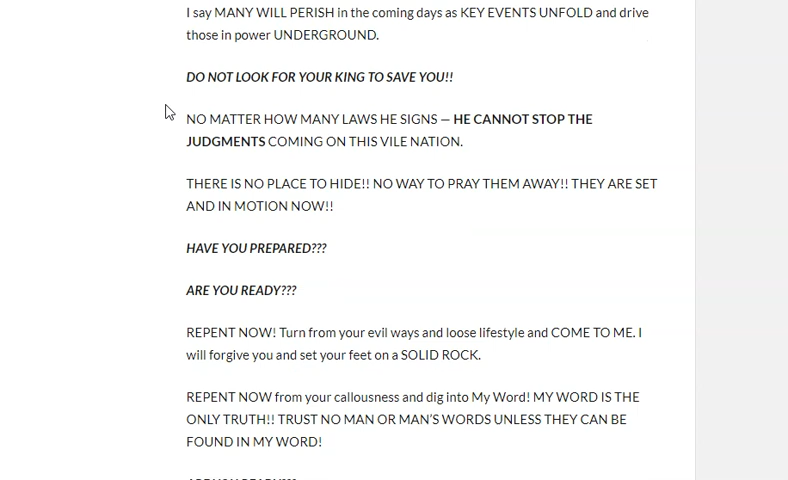 I say MANY WILL PERISH in the coming days as KEY EVENTS UNFOLD and drive
those in power UNDERGROUND.
DO NOT LOOK FOR YOUR KING TO SAVE YOU!!
NO MATTER HOW MANY LAWS HE SIGNS — HE CANNOT STOP THE
JUDGMENTS COMING ON THIS VILE NATION.
THERE IS NO PLACE TO HIDE!! NO WAY TO PRAY THEM AWAY!! THEY ARE SET
AND IN MOTION NOW!!
HAVE YOU PREPARED???
ARE YOU READY???
REPENT NOW! Turn from your evil ways and loose lifestyle and COME TO ME. I
will forgive you and set your feet on a SOLID ROCK.
REPENT NOW from your callousness and dig into My Word! MY WORD IS THE
ONLY TRUTH!! TRUST NO MAN OR MAN'S WORDS UNLESS THEY CAN BE
FOUND IN MY WORD!